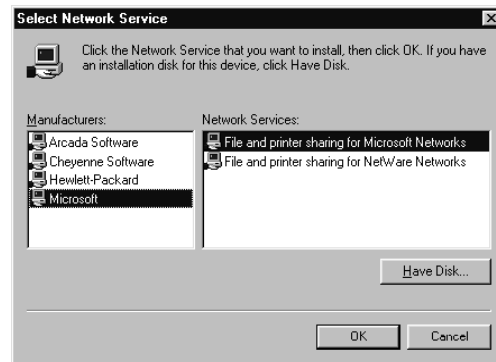 Select Network Service
Click the Network Service that you want to install, then click OK. If you have
an installation disk for this device, click Have Disk.
Manufacturers:
Arcada Software
Cheyenne Software
Hewlett-Packard
Microsoft
Network Services:
File and printer sharing for Microsoft Networks
File and printer sharing for NetWare Networks
Have Disk...
OK
Cancel